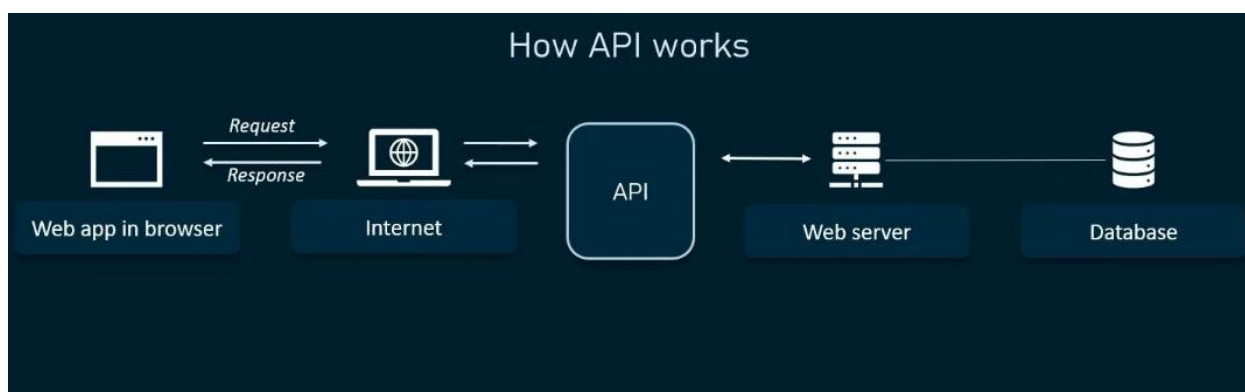 How API works
Request
Response
API
Web app in browser
Internet
Web server
Database